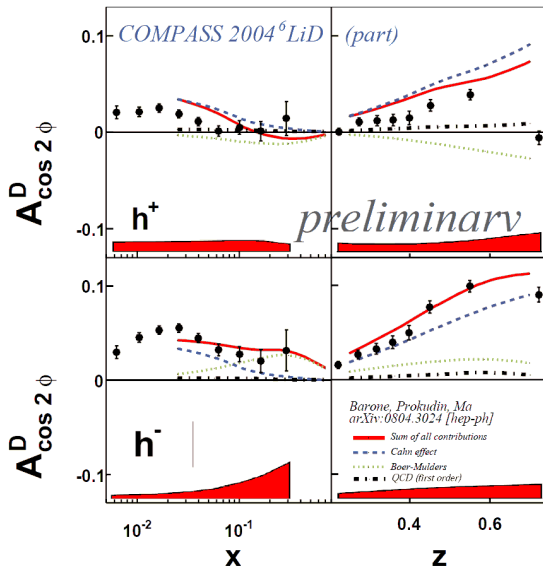 COMPASS 2004 ⁶LiD (part)
0.1
0
-0.1
A^D_cos 2 ϕ
h⁺
preliminary
0.1
0
-0.1
A^D_cos 2 ϕ
h⁻
Barone, Prokudin, Ma
arXiv:0804.3024 [hep-ph]
Sum of all contributions
Cahn effect
Boer-Mulders
QCD (first order)
10⁻² 10⁻¹ 0.4 0.6
x z